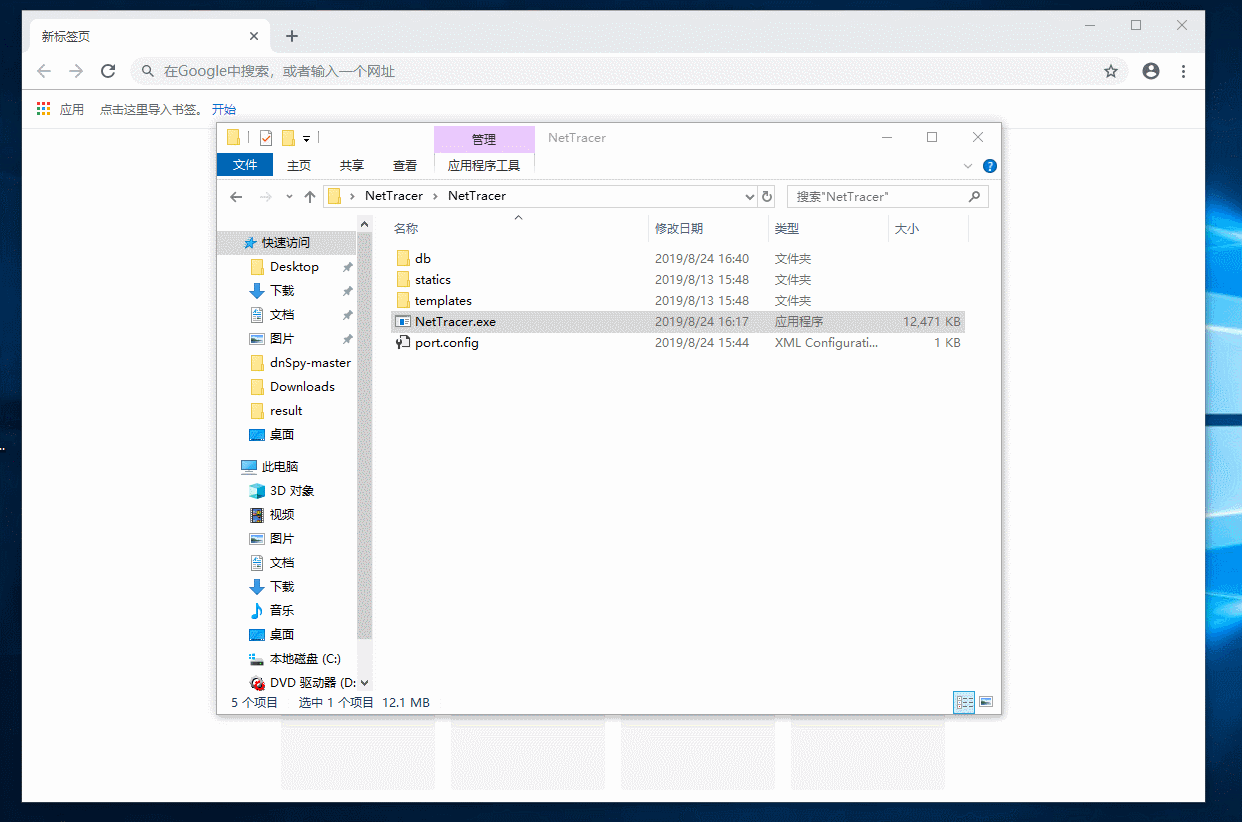 新标签页
在Google中搜索，或者输入一个网址
应用 点击这里导入书签。 开始
管理 NetTracer
文件 主页 共享 查看 应用程序工具
NetTracer › NetTracer 搜索"NetTracer"
名称 修改日期 类型 大小
快速访问
Desktop
下载
文档
图片
dnSpy-master
Downloads
result
桌面
此电脑
3D 对象
视频
图片
文档
下载
音乐
桌面
本地磁盘 (C:)
DVD 驱动器 (D:
db 2019/8/24 16:40 文件夹
statics 2019/8/13 15:48 文件夹
templates 2019/8/13 15:48 文件夹
NetTracer.exe 2019/8/24 16:17 应用程序 12,471 KB
port.config 2019/8/24 15:44 XML Configurati... 1 KB
5 个项目 选中 1 个项目 12.1 MB